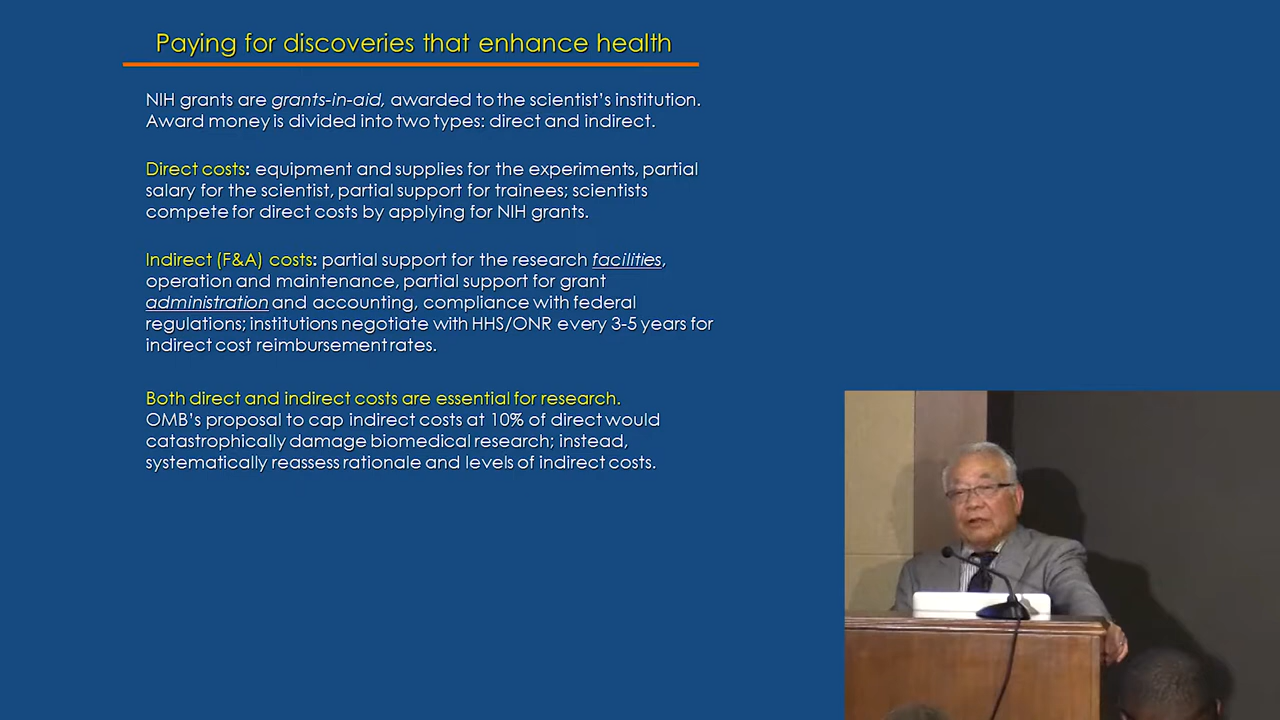 Paying for discoveries that enhance health
NIH grants are grants-in-aid, awarded to the scientist's institution.
Award money is divided into two types: direct and indirect.
Direct costs: equipment and supplies for the experiments, partial
salary for the scientist, partial support for trainees; scientists
compete for direct costs by applying for NIH grants.
Indirect (F&A) costs: partial support for the research facilities,
operation and maintenance, partial support for grant
administration and accounting, compliance with federal
regulations; institutions negotiate with HHS/ONR every 3-5 years for
indirect cost reimbursement rates.
Both direct and indirect costs are essential for research.
OMB's proposal to cap indirect costs at 10% of direct would
catastrophically damage biomedical research; instead,
systematically reassess rationale and levels of indirect costs.